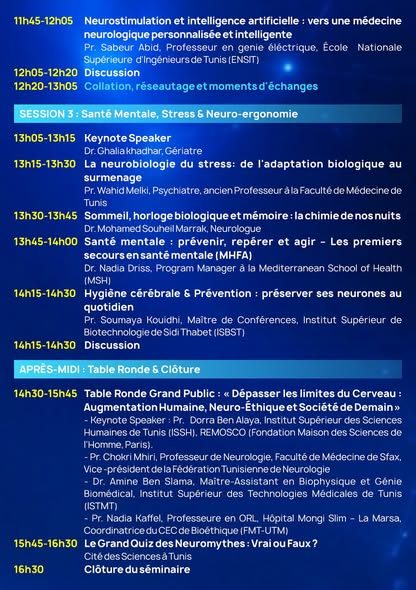 11h45-12h05 Neurostimulation et intelligence artificielle : vers une médecine
neurologique personnalisée et intelligente
Pr. Sabeur Abid, Professeur en genie éléctrique, École Nationale
Supérieure d'Ingénieurs de Tunis (ENSIT)
12h05-12h20 Discussion
12h20-13h05 Collation, réseautage et moments d'échanges
SESSION 3 : Santé Mentale, Stress & Neuro-ergonomie
13h05-13h15 Keynote Speaker
Dr. Ghalia khadhar, Gériatre
13h15-13h30 La neurobiologie du stress: de l'adaptation biologique au
surmenage
Pr. Wahid Melki, Psychiatre, ancien Professeur à la Faculté de Médecine de
Tunis
13h30-13h45 Sommeil, horloge biologique et mémoire : la chimie de nos nuits
Dr. Mohamed Souheil Marrak, Neurologue
13h45-14h00 Santé mentale : prévenir, repérer et agir – Les premiers
secours en santé mentale (MHFA)
Dr. Nadia Driss, Program Manager à la Mediterranean School of Health
(MSH)
14h15-14h30 Hygiène cérébrale & Prévention : préserver ses neurones au
quotidien
Pr. Soumaya Kouidhi, Maître de Conférences, Institut Supérieur de
Biotechnologie de Sidi Thabet (ISBST)
14h15-14h30 Discussion
APRÈS-MIDI : Table Ronde & Clôture
14h30-15h45 Table Ronde Grand Public : « Dépasser les limites du Cerveau :
Augmentation Humaine, Neuro-Éthique et Société de Demain »
- Keynote Speaker : Pr. Dorra Ben Alaya, Institut Supérieur des Sciences
Humaines de Tunis (ISSH), REMOSCO (Fondation Maison des Sciences de
l'Homme, Paris).
- Pr. Chokri Mhiri, Professeur de Neurologie, Faculté de Médecine de Sfax,
Vice -président de la Fédération Tunisienne de Neurologie
- Dr. Amine Ben Slama, Maître-Assistant en Biophysique et Génie
Biomédical, Institut Supérieur des Technologies Médicales de Tunis
(ISTMT)
- Pr. Nadia Kaffel, Professeure en ORL, Hôpital Mongi Slim – La Marsa,
Coordinatrice du CEC de Bioéthique (FMT-UTM)
15h45-16h30 Le Grand Quiz des Neuromythes : Vrai ou Faux ?
Cité des Sciences à Tunis
16h30 Clôture du séminaire